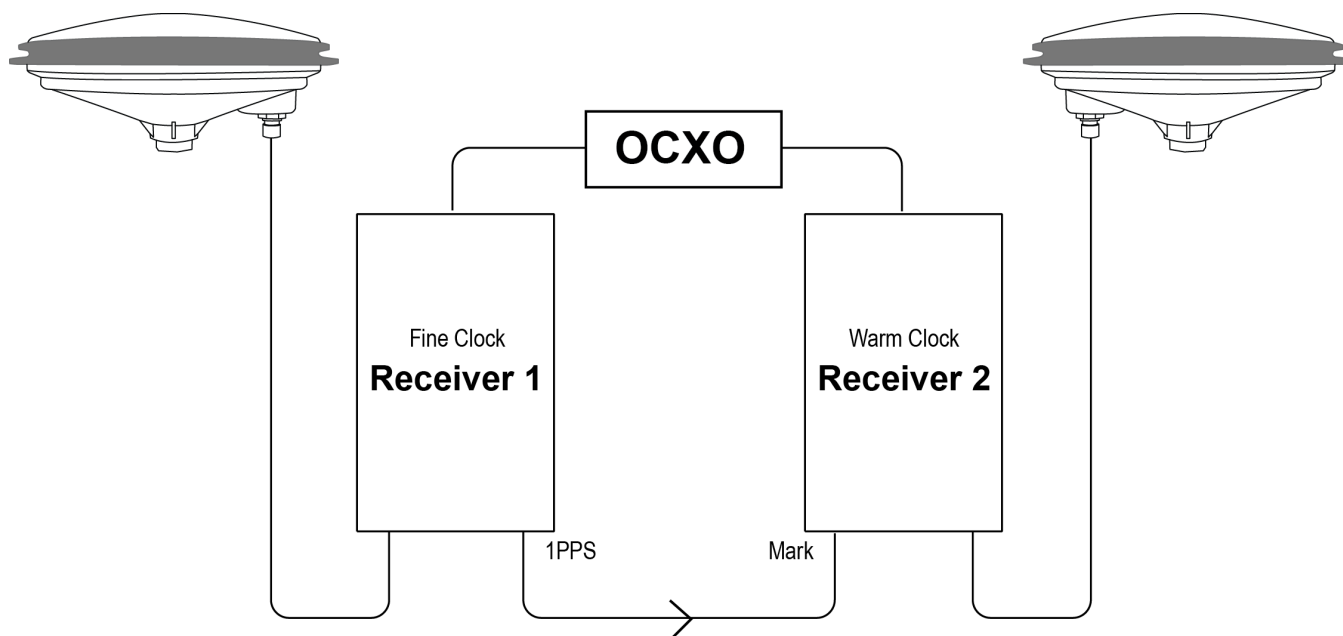 OCXO
Fine Clock
Receiver 1
Warm Clock
Receiver 2
1PPS
Mark